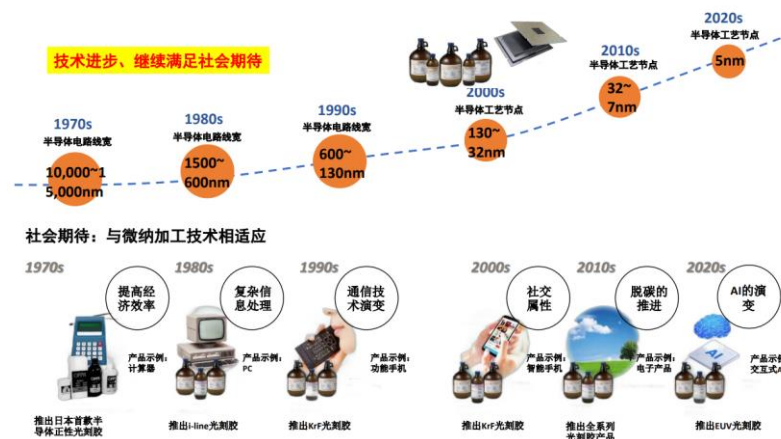 技术进步、继续满足社会期待
1970s
半导体电路线宽
10,000~1
5,000nm
1980s
半导体电路线宽
1500~
600nm
1990s
半导体电路线宽
600~
130nm
2000s
半导体工艺节点
130~
32nm
2010s
半导体工艺节点
32~
7nm
2020s
半导体工艺节点
5nm
社会期待：与微纳加工技术相适应
1970s
提高经
济效率
产品示例：
计算器
推出日本首款半
导体正性光刻胶
1980s
复杂信
息处理
产品示例：
PC
推出i-line光刻胶
1990s
通信技
术演变
产品示例：
功能手机
推出KrF光刻胶
2000s
社交
属性
产品示例：
智能手机
推出KrF光刻胶
2010s
脱碳的
推进
产品示例：
电子产品
推出全系列
光刻胶产品
2020s
AI的演
变
AI
产品示例
交互式A
推出EUV光刻胶